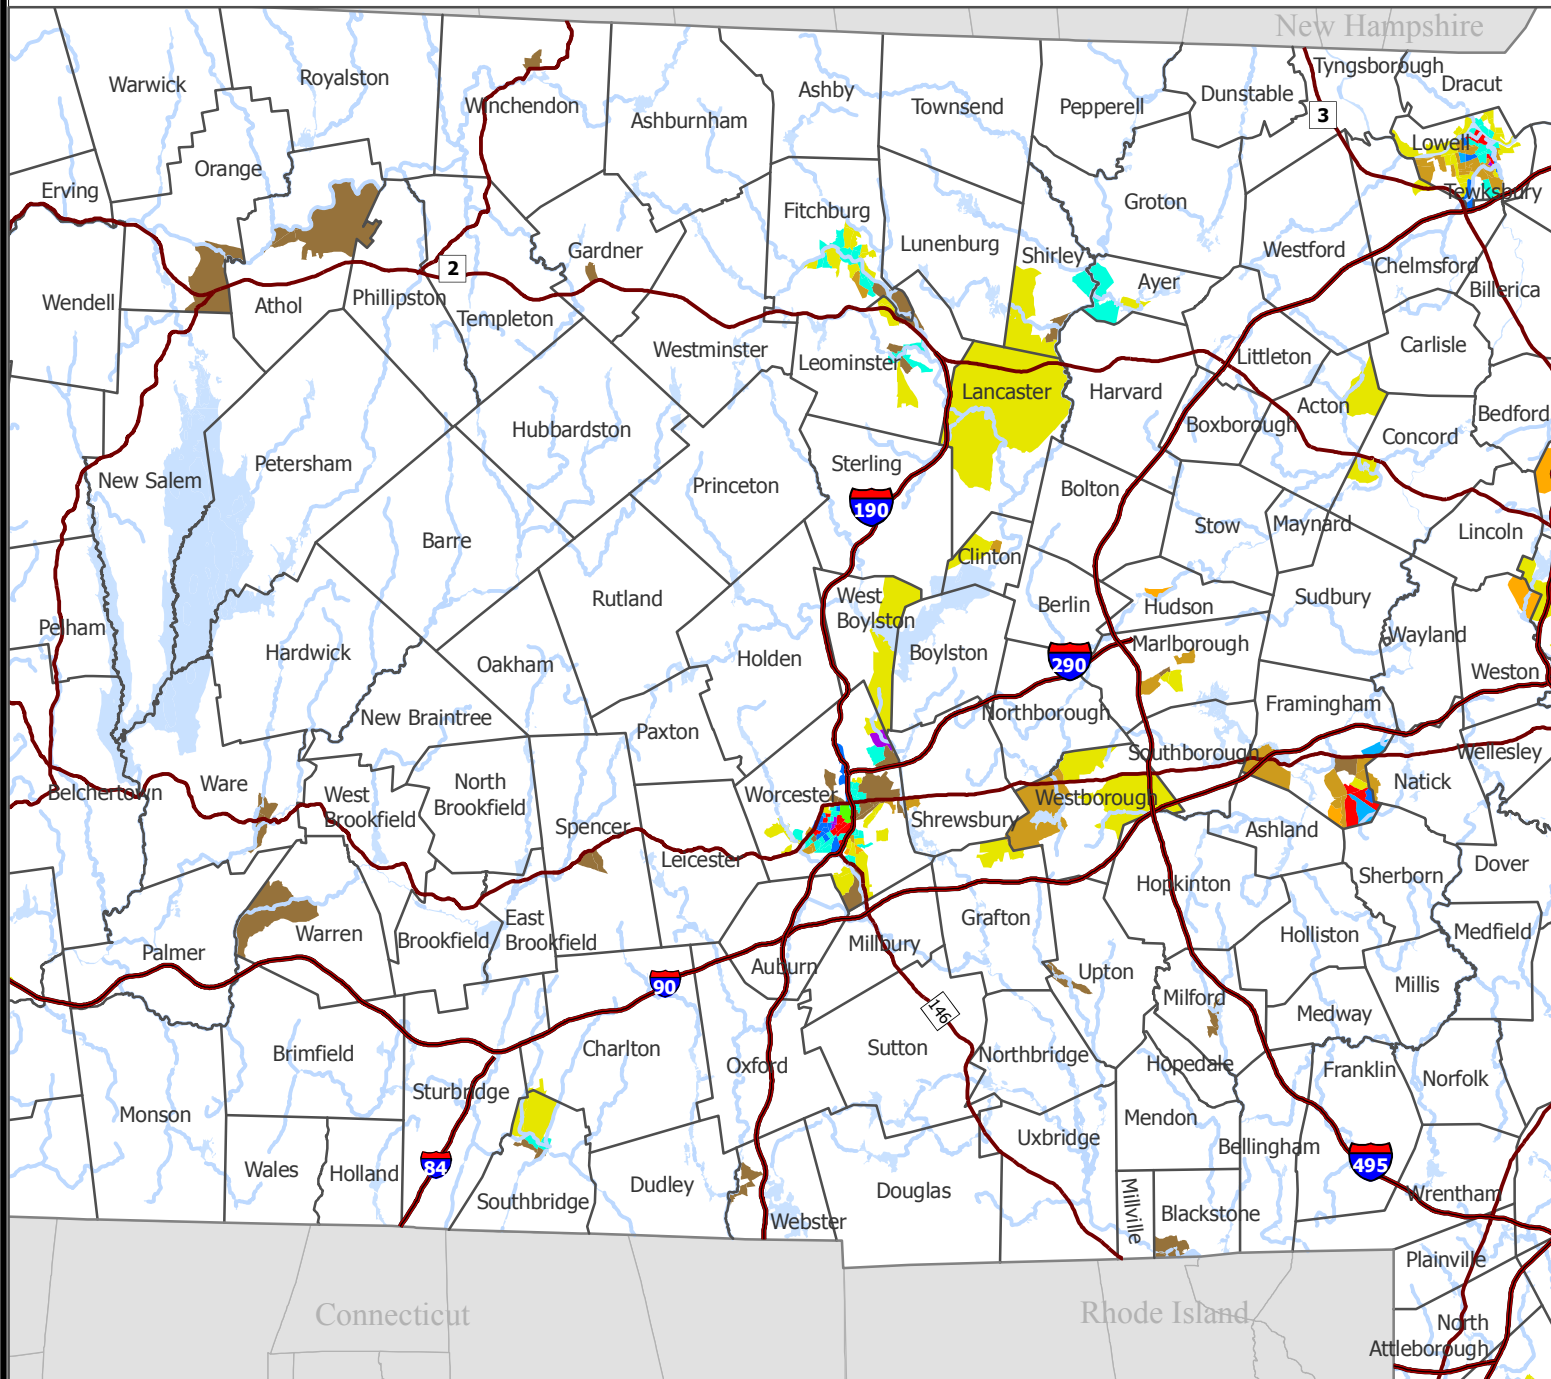 New Hampshire
Tyngsborough
Warwick
Royalston
Winchendon
Ashburnham
Ashby
Townsend
Pepperell
Dunstable
Dracut
3
Lowell
Orange
Erving
Tewksbury
Fitchburg
Groton
Lunenburg
Shirley
Westford
Gardner
Chelmsford
2
Ayer
Billerica
Wendell
Athol
Phillipston
Templeton
Westminster
Leominster
Littleton
Carlisle
Lancaster
Harvard
Acton
Bedford
Boxborough
Hubbardston
Concord
Petersham
Sterling
New Salem
Princeton
Bolton
190
Stow
Maynard
Lincoln
Barre
Clinton
Rutland
West
Boylston
Berlin
Hudson
Sudbury
Pelham
Wayland
Hardwick
Oakham
Holden
Boylston
Marlborough
290
Weston
New Braintree
Northborough
Framingham
Paxton
Southborough
Wellesley
Ware
Belchertown
North
Brookfield
West
Brookfield
Worcester
Westborough
Natick
Spencer
Shrewsbury
Ashland
Leicester
Dover
Sherborn
Hopkinton
East
Brookfield
Grafton
Warren
Brookfield
Holliston
Medfield
Palmer
Millbury
Auburn
Upton
90
Millis
Milford
146
Medway
Brimfield
Charlton
Sutton
Northbridge
Oxford
Hopedale
Franklin
Norfolk
Sturbridge
Monson
Mendon
Uxbridge
Bellingham
84
495
Wales
Holland
Dudley
Douglas
Southbridge
Wrentham
Millville
Blackstone
Webster
Plainville
Connecticut
Rhode Island
North
Attleborough